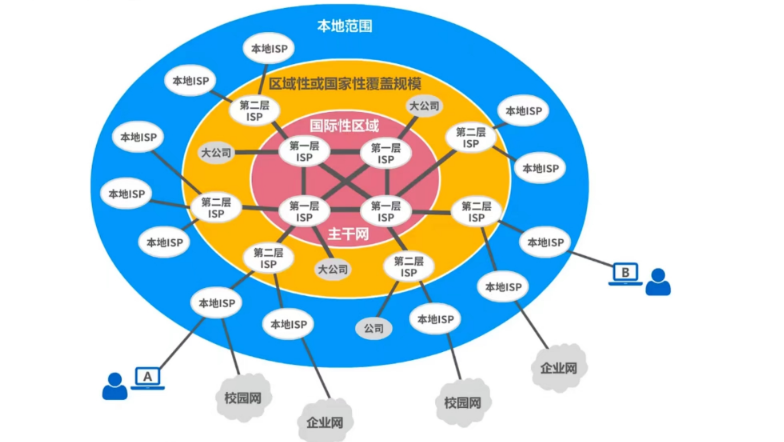 本地范围
本地ISP
本地ISP
区域性或国家性覆盖规模
第二层
ISP
大公司
本地ISP
国际性区域
本地ISP
第二层
ISP
大公司
第一层
ISP
第一层
ISP
本地ISP
本地ISP
第二层
ISP
第一层
ISP
第一层
ISP
第二层
ISP
主干网
本地ISP
本地ISP
第二层
ISP
大公司
第二层
ISP
B
本地ISP
本地ISP
本地ISP
公司
本地ISP
A
企业网
校园网
校园网
企业网